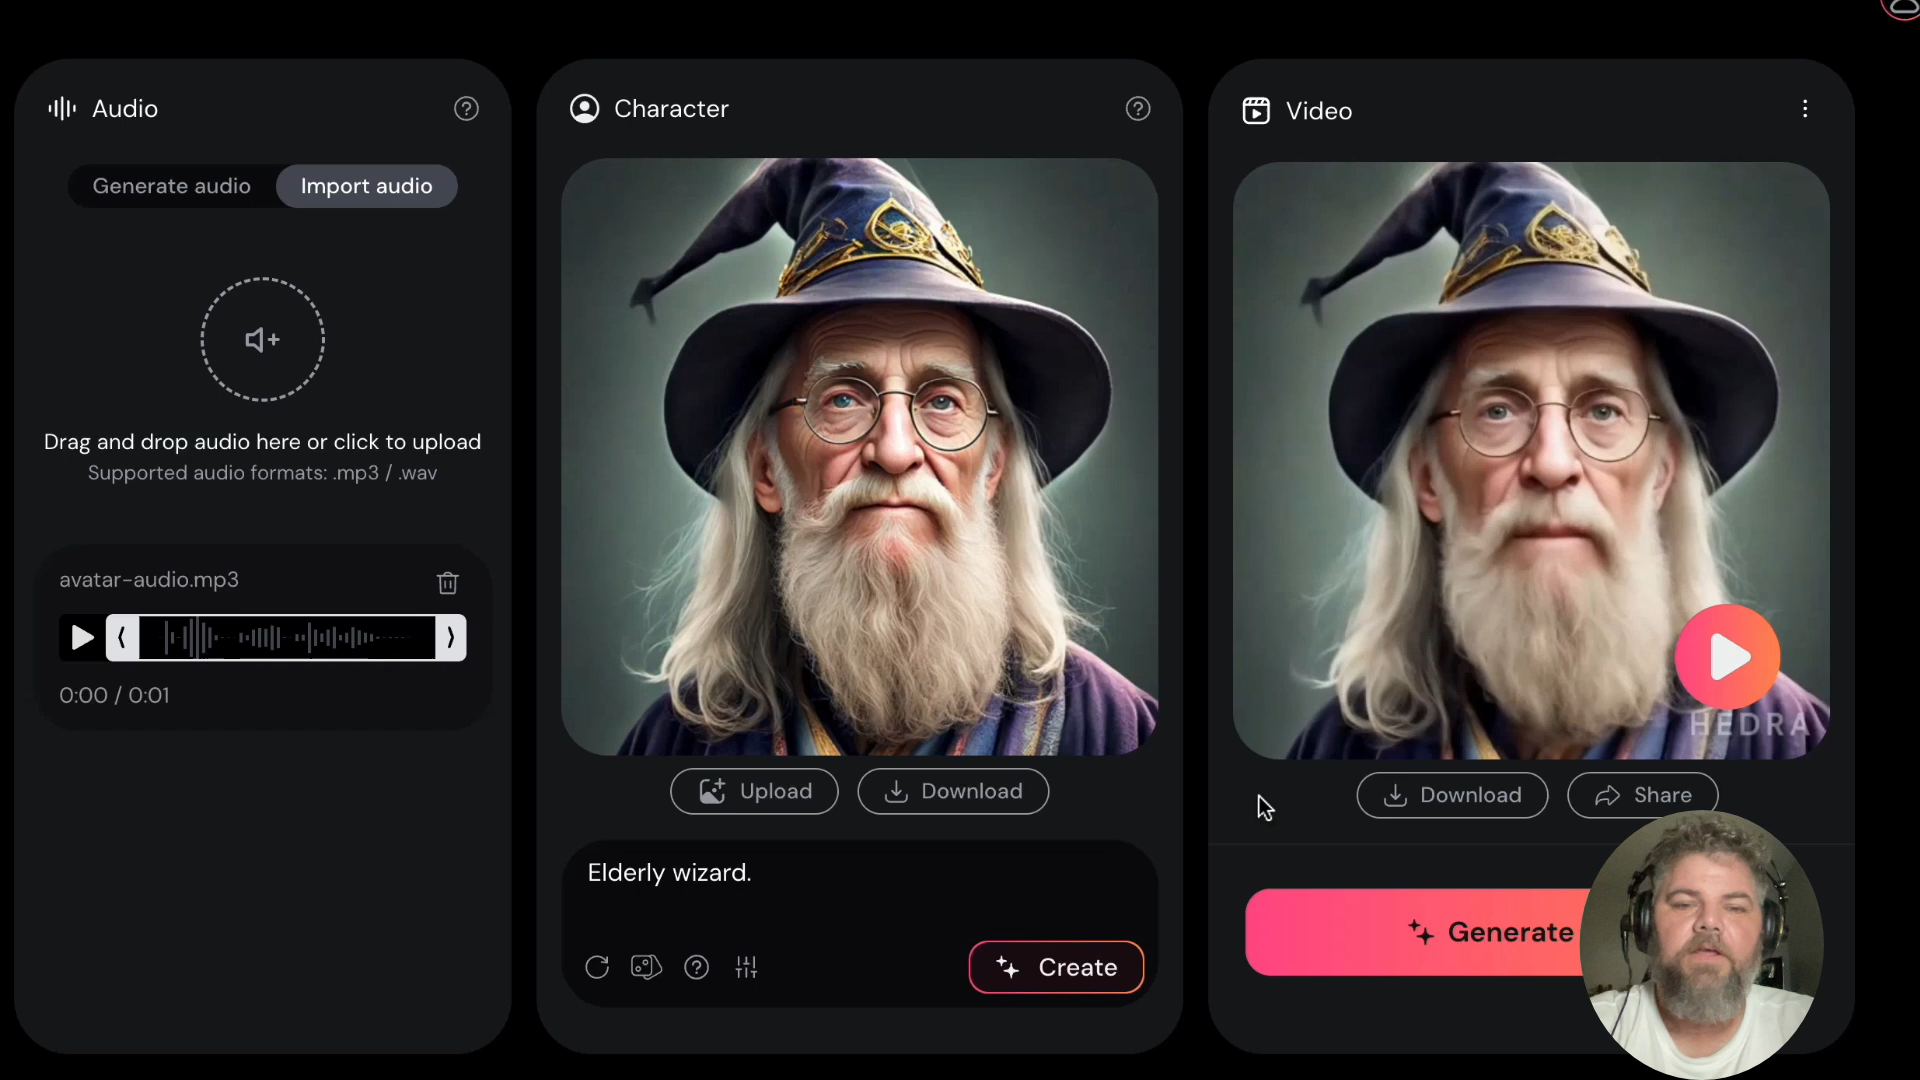 Audio
Generate audio
Import audio
Drag and drop audio here or click to upload
Supported audio formats: .mp3 / .wav
avatar-audio.mp3
0:00 / 0:01
Character
Upload
Download
Elderly wizard.
Create
Video
HEDRA
Download
Share
Generate